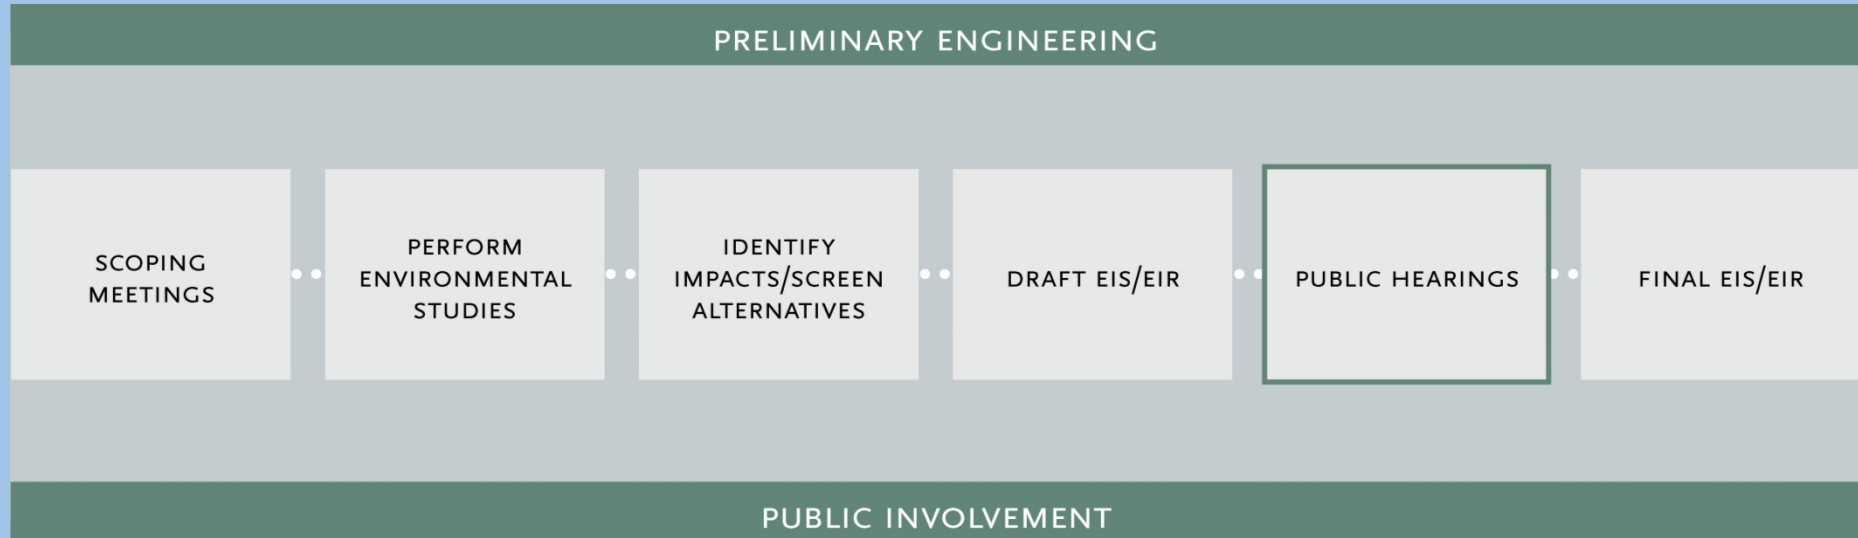 PRELIMINARY ENGINEERING
SCOPING
MEETINGS
PERFORM
ENVIRONMENTAL
STUDIES
IDENTIFY
IMPACTS/SCREEN
ALTERNATIVES
DRAFT EIS/EIR
PUBLIC HEARINGS
FINAL EIS/EIR
PUBLIC INVOLVEMENT